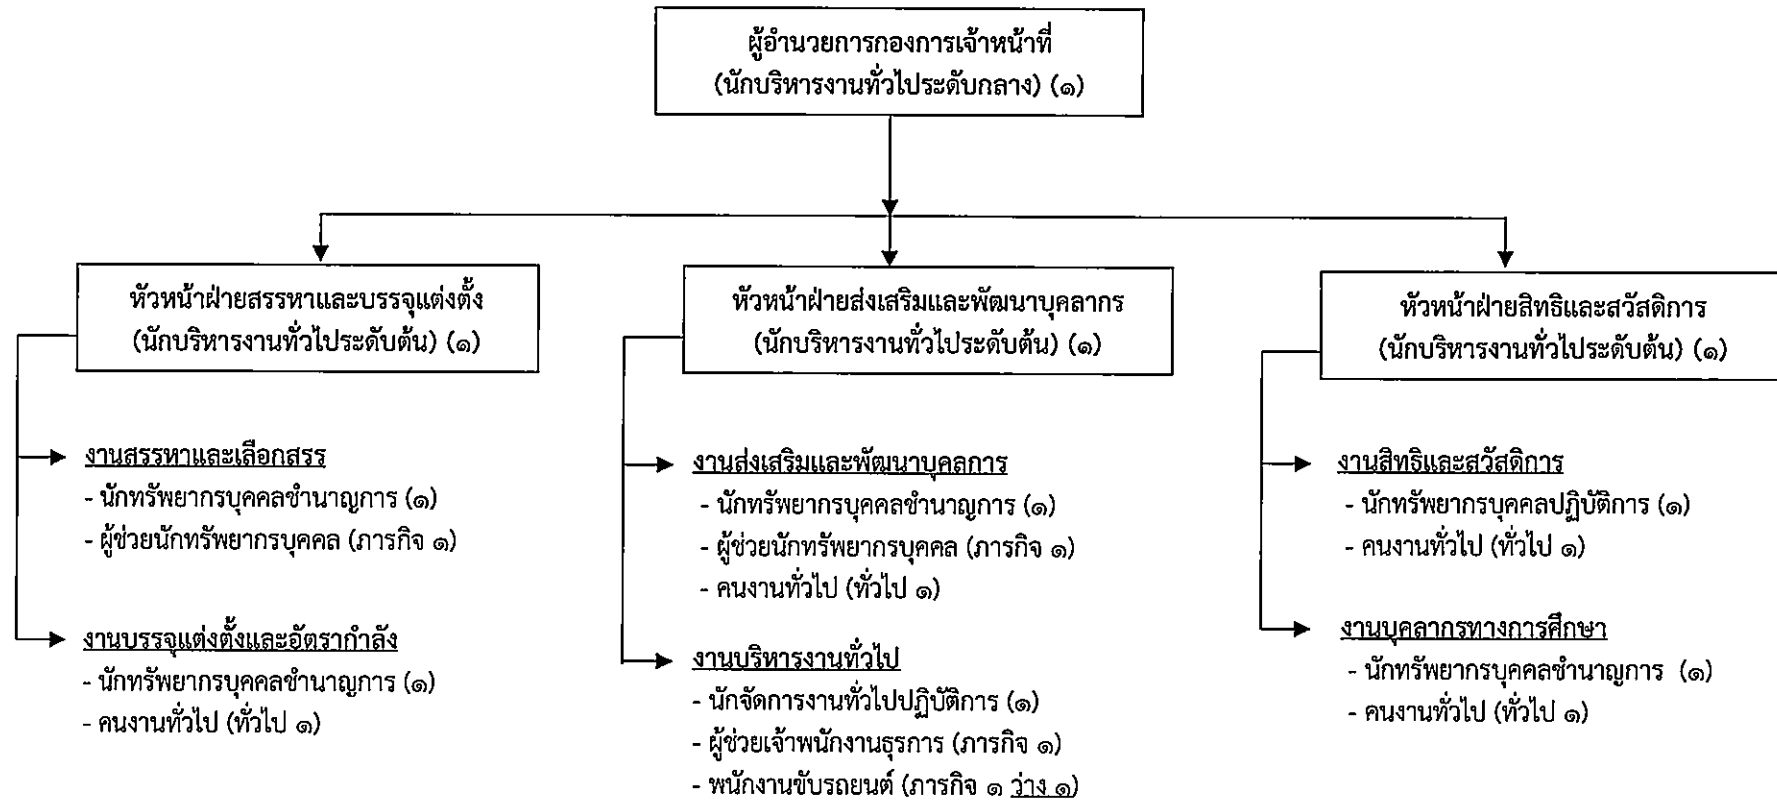 ผู้อำนวยการกองการเจ้าหน้าที่
(นักบริหารงานทั่วไประดับกลาง) (๑)
หัวหน้าฝ่ายสรรหาและบรรจุแต่งตั้ง
(นักบริหารงานทั่วไประดับต้น) (๑)
งานสรรหาและเลือกสรร
- นักทรัพยากรบุคคลชำนาญการ (๑)
- ผู้ช่วยนักทรัพยากรบุคคล (ภารกิจ ๑)
งานบรรจุแต่งตั้งและอัตรากำลัง
- นักทรัพยากรบุคคลชำนาญการ (๑)
- คนงานทั่วไป (ทั่วไป ๑)
หัวหน้าฝ่ายส่งเสริมและพัฒนาบุคลากร
(นักบริหารงานทั่วไประดับต้น) (๑)
งานส่งเสริมและพัฒนาบุคลการ
- นักทรัพยากรบุคคลชำนาญการ (๑)
- ผู้ช่วยนักทรัพยากรบุคคล (ภารกิจ ๑)
- คนงานทั่วไป (ทั่วไป ๑)
งานบริหารงานทั่วไป
- นักจัดการงานทั่วไปปฏิบัติการ (๑)
- ผู้ช่วยเจ้าพนักงานธุรการ (ภารกิจ ๑)
- พนักงานขับรถยนต์ (ภารกิจ ๑ ว่าง ๑)
หัวหน้าฝ่ายสิทธิและสวัสดิการ
(นักบริหารงานทั่วไประดับต้น) (๑)
งานสิทธิและสวัสดิการ
- นักทรัพยากรบุคคลปฏิบัติการ (๑)
- คนงานทั่วไป (ทั่วไป ๑)
งานบุคลากรทางการศึกษา
- นักทรัพยากรบุคคลชำนาญการ (๑)
- คนงานทั่วไป (ทั่วไป ๑)